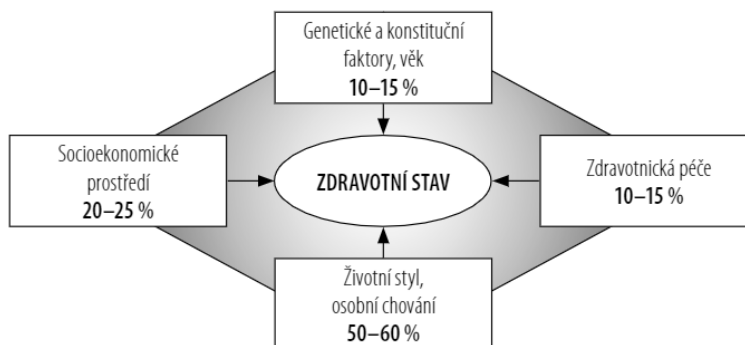 Genetické a konstituční
faktory, věk
10–15 %
Socioekonomické
prostředí
20–25 %
ZDRAVOTNÍ STAV
Zdravotnická péče
10–15 %
Životní styl,
osobní chování
50–60 %